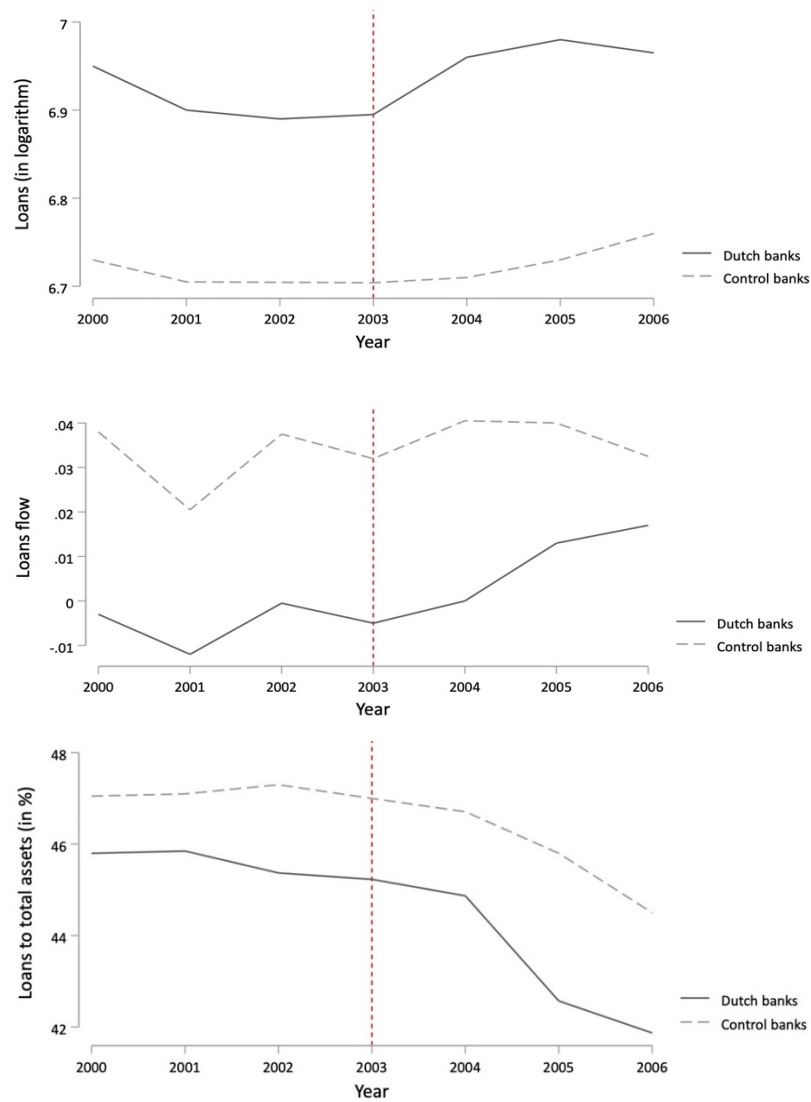 Loans (in logarithm)
7
6.9
6.8
6.7
2000 2001 2002 2003 2004 2005 2006
Year
Dutch banks
Control banks
Loans flow
.04
.03
.02
.01
0
-.01
2000 2001 2002 2003 2004 2005 2006
Year
Dutch banks
Control banks
Loans to total assets (in %)
48
46
44
42
2000 2001 2002 2003 2004 2005 2006
Year
Dutch banks
Control banks